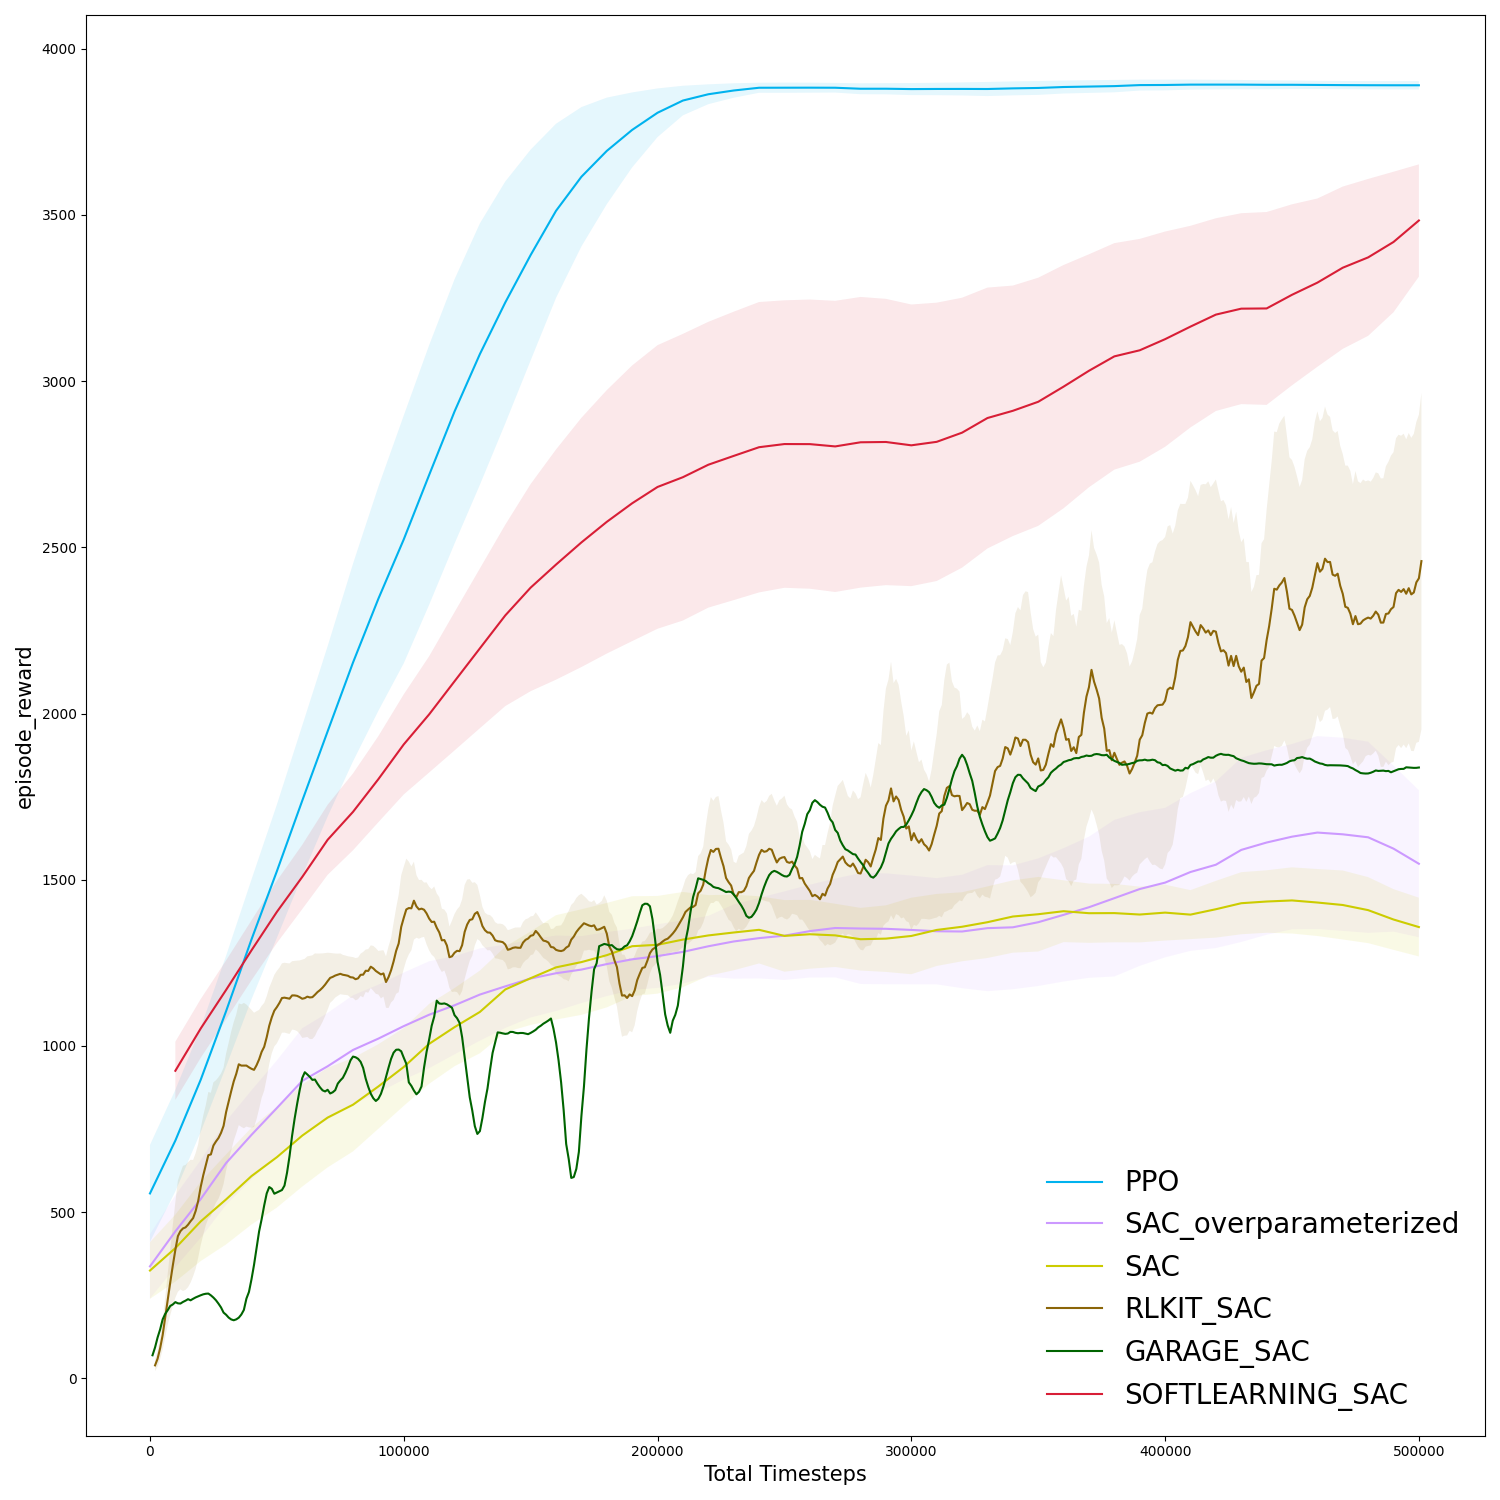 4000
3500
3000
2500
2000
1500
1000
500
0
episode_reward
PPO
SAC_overparameterized
SAC
RLKIT_SAC
GARAGE_SAC
SOFTLEARNING_SAC
0 100000 200000 300000 400000 500000
Total Timesteps